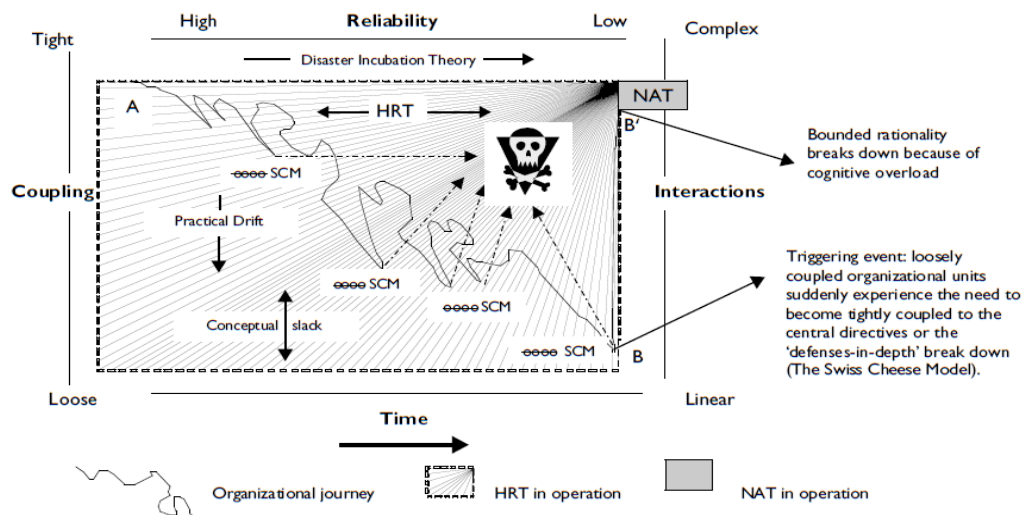 High Reliability Low
Tight Complex
Disaster Incubation Theory
A HRT NAT
B'
Bounded rationality
breaks down because of
cognitive overload
SCM
Coupling Interactions
Practical Drift
Triggering event: loosely
coupled organizational units
suddenly experience the need to
become tightly coupled to the
central directives or the
‘defenses-in-depth’ break down
(The Swiss Cheese Model).
SCM
SCM
Conceptual slack
SCM B
Loose Linear
Time
Organizational journey HRT in operation NAT in operation